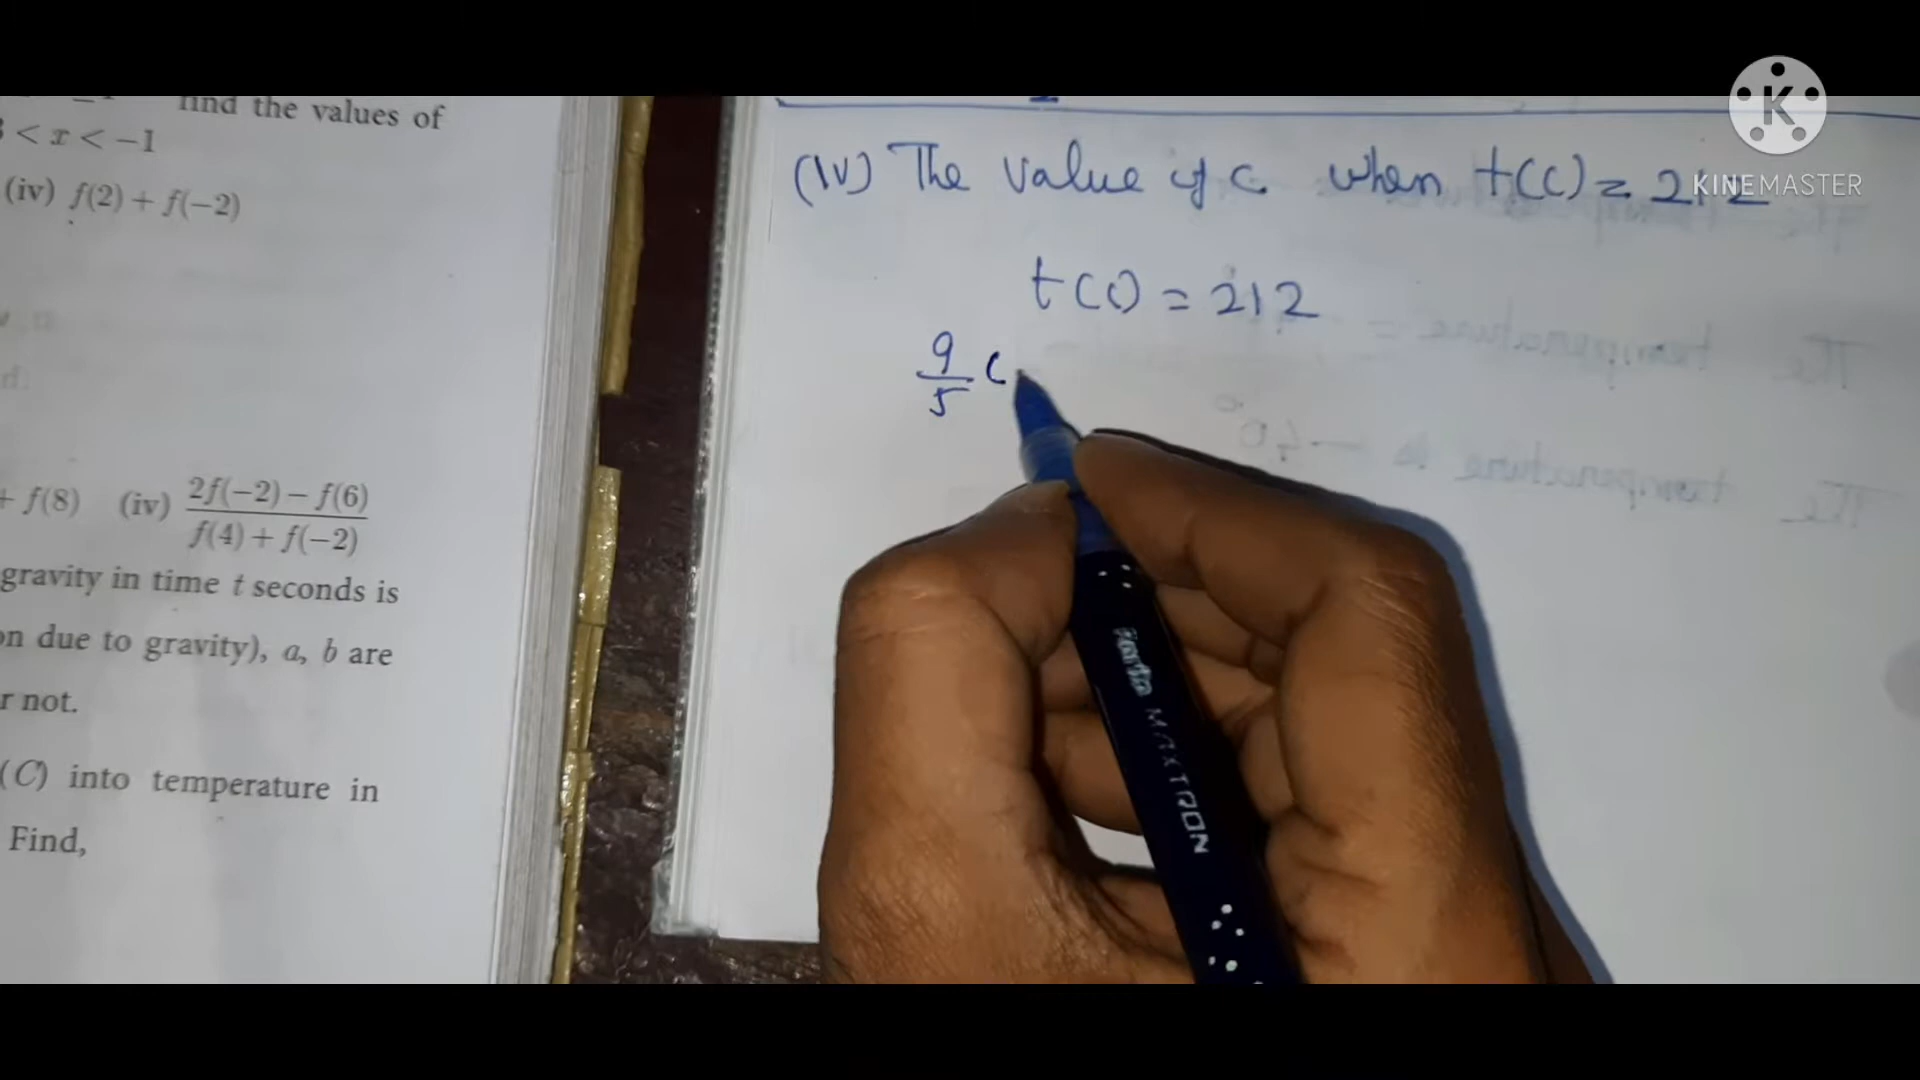 find the values of
< x < −1
(iv) f(2) + f(−2)
+ f(8) (iv) 2f(−2) − f(6)
f(4) + f(−2)
gravity in time t seconds is
on due to gravity), a, b are
r not.
(C) into temperature in
Find,
(iv) The value of c when t(C) = 212
t(C) = 212
9/5 C
KINEMASTER
Maxtron